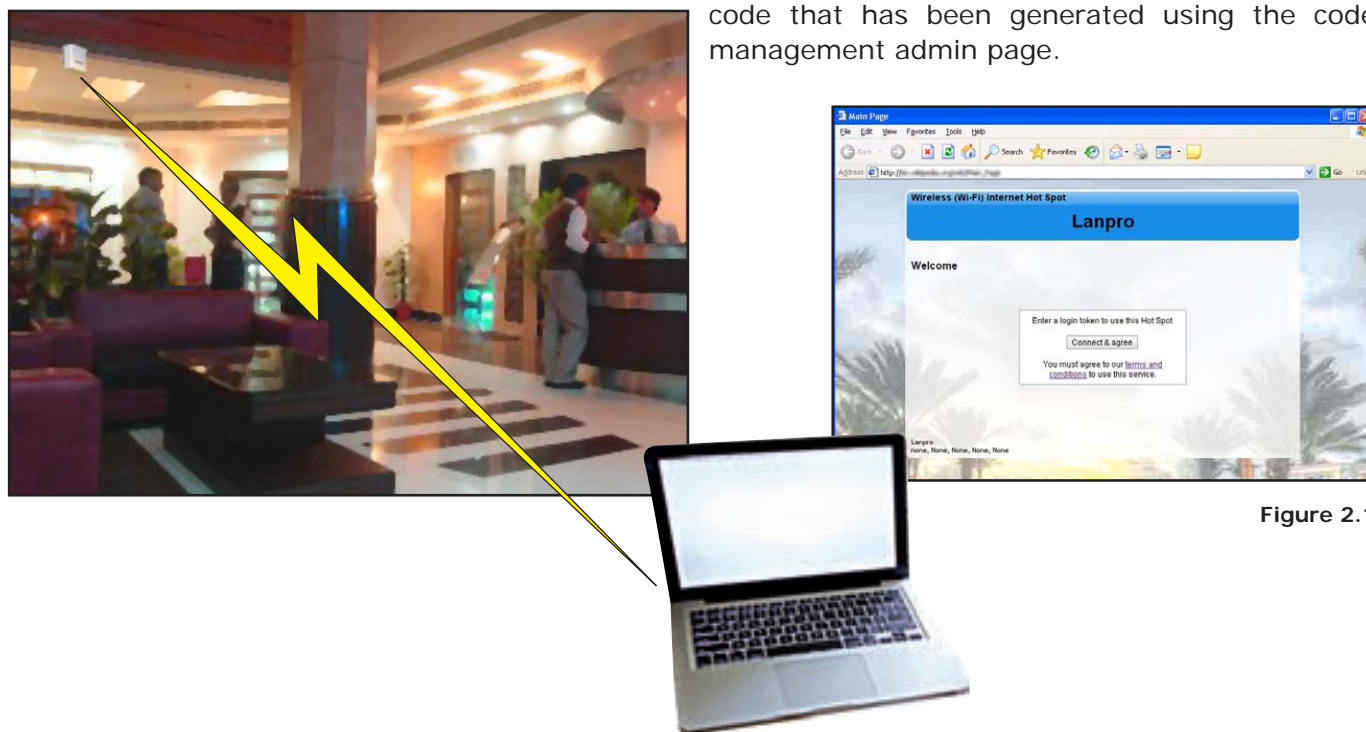 code that has been generated using the code
management admin page.
Main Page
File Edit View Favorites Tools Help
Back Search Favorites
Address http:// Go
Wireless (Wi-Fi) Internet Hot Spot
Lanpro
Welcome
Enter a login token to use this Hot Spot
Connect & agree
You must agree to our terms and
conditions to use this service.
Lanpro
none, None, None, None, None
Figure 2.1